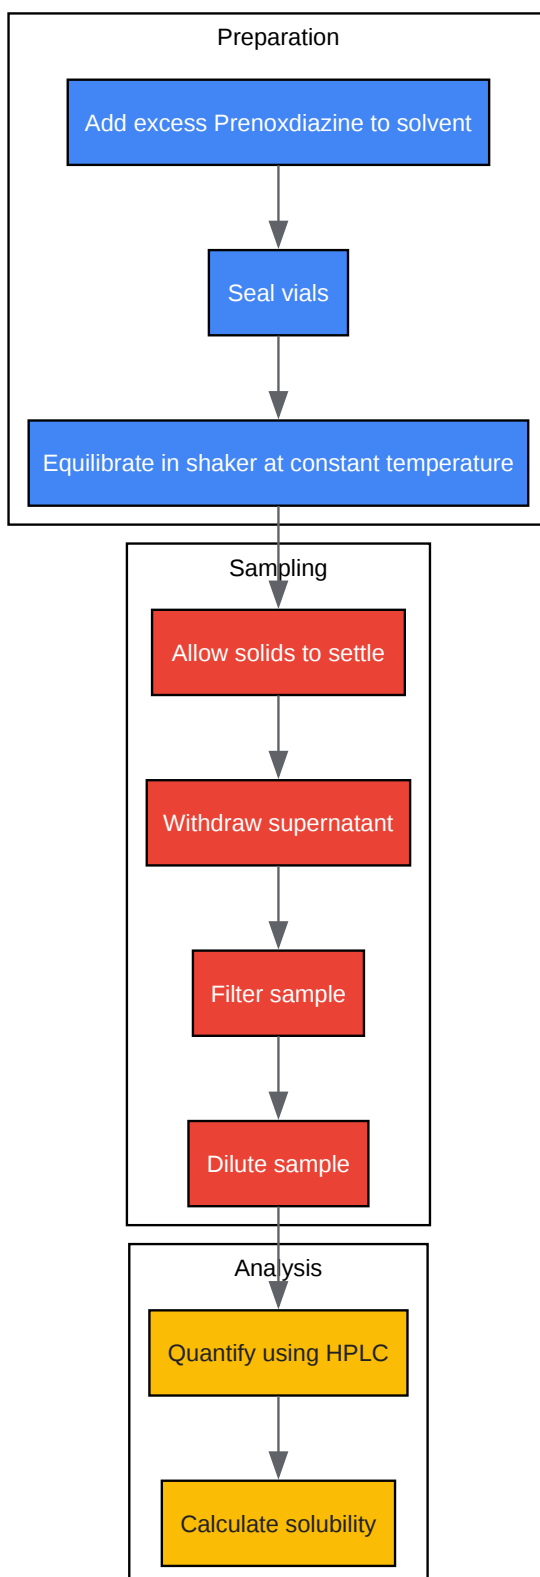 Preparation
Add excess Prenoxdiazine to solvent
Seal vials
Equilibrate in shaker at constant temperature
Sampling
Allow solids to settle
Withdraw supernatant
Filter sample
Dilute sample
Analysis
Quantify using HPLC
Calculate solubility